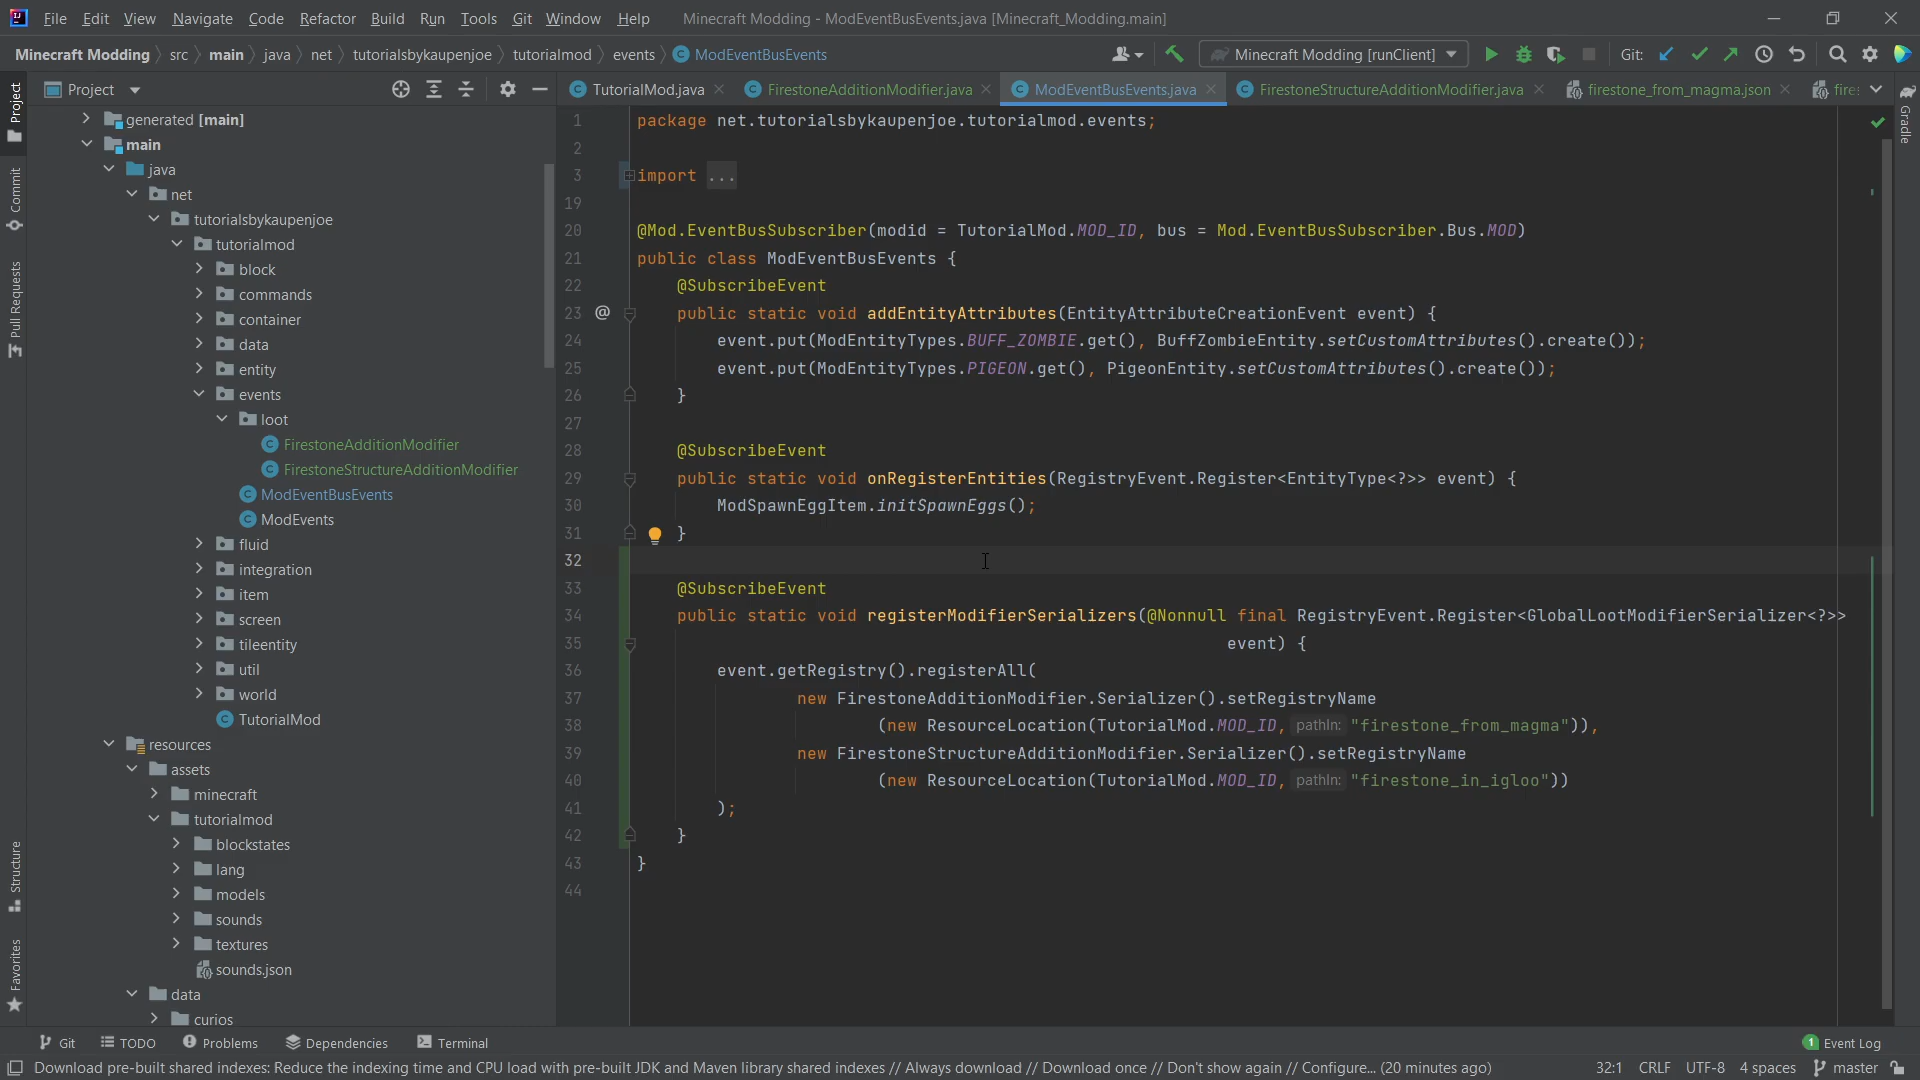 File Edit View Navigate Code Refactor Build Run Tools Git Window Help Minecraft Modding - ModEventBusEvents.java [Minecraft_Modding.main]
Minecraft Modding src main java net tutorialsbykaupenjoe tutorialmod events ModEventBusEvents Minecraft Modding [runClient] Git:
Project TutorialMod.java FirestoneAdditionModifier.java ModEventBusEvents.java FirestoneStructureAdditionModifier.java firestone_from_magma.json
Project
Commit
Pull Requests
Structure
Favorites
generated [main]
main
java
net
tutorialsbykaupenjoe
tutorialmod
block
commands
container
data
entity
events
loot
FirestoneAdditionModifier
FirestoneStructureAdditionModifier
ModEventBusEvents
ModEvents
fluid
integration
item
screen
tileentity
util
world
TutorialMod
resources
assets
minecraft
tutorialmod
blockstates
lang
models
sounds
textures
sounds.json
data
curios
1 package net.tutorialsbykaupenjoe.tutorialmod.events;
2
3 import ...
19
20 @Mod.EventBusSubscriber(modid = TutorialMod.MOD_ID, bus = Mod.EventBusSubscriber.Bus.MOD)
21 public class ModEventBusEvents {
22 @SubscribeEvent
23 @ public static void addEntityAttributes(EntityAttributeCreationEvent event) {
24 event.put(ModEntityTypes.BUFF_ZOMBIE.get(), BuffZombieEntity.setCustomAttributes().create());
25 event.put(ModEntityTypes.PIGEON.get(), PigeonEntity.setCustomAttributes().create());
26 }
27
28 @SubscribeEvent
29 public static void onRegisterEntities(RegistryEvent.Register<EntityType<?>> event) {
30 ModSpawnEggItem.initSpawnEggs();
31 }
32
33 @SubscribeEvent
34 public static void registerModifierSerializers(@Nonnull final RegistryEvent.Register<GlobalLootModifierSerializer<?>>
35 event) {
36 event.getRegistry().registerAll(
37 new FirestoneAdditionModifier.Serializer().setRegistryName
38 (new ResourceLocation(TutorialMod.MOD_ID, pathIn: "firestone_from_magma")),
39 new FirestoneStructureAdditionModifier.Serializer().setRegistryName
40 (new ResourceLocation(TutorialMod.MOD_ID, pathIn: "firestone_in_igloo"))
41 );
42 }
43 }
44
Gradle
Git TODO Problems Dependencies Terminal 1 Event Log
Download pre-built shared indexes: Reduce the indexing time and CPU load with pre-built JDK and Maven library shared indexes // Always download // Download once // Don't show again // Configure... (20 minutes ago) 32:1 CRLF UTF-8 4 spaces master